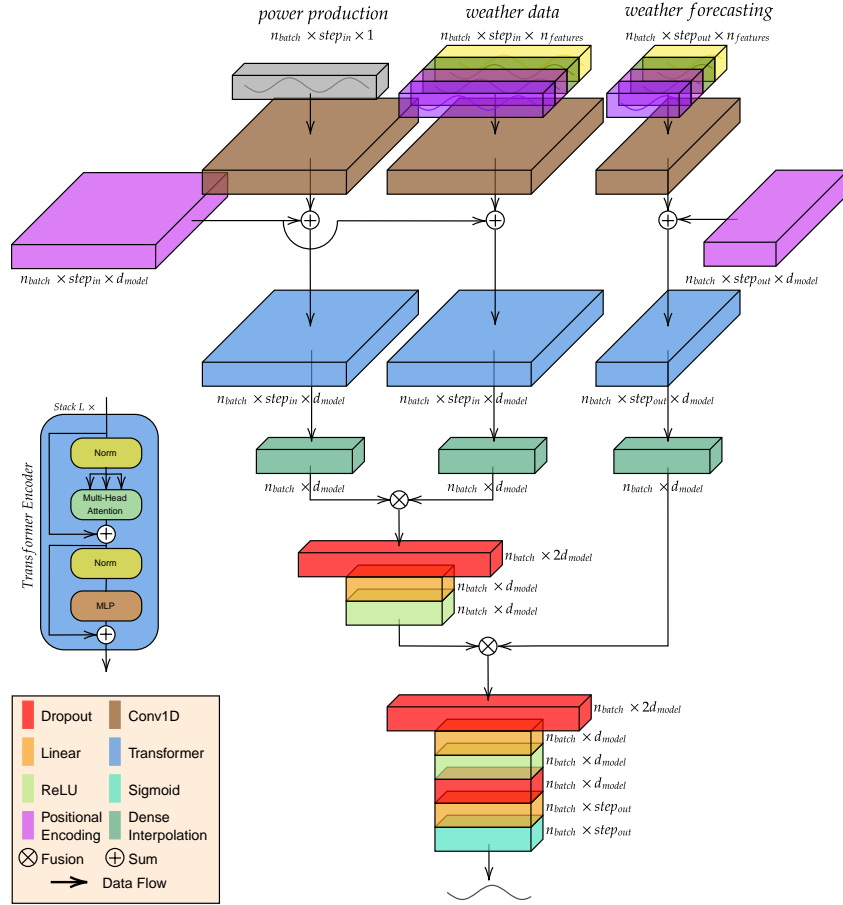 power production
weather data
weather forecasting
n_batch × step_in × 1
n_batch × step_in × n_features
n_batch × step_out × n_features
n_batch × step_in × d_model
n_batch × step_out × d_model
n_batch × step_in × d_model
n_batch × step_in × d_model
n_batch × step_out × d_model
n_batch × d_model
n_batch × d_model
n_batch × d_model
n_batch × 2d_model
n_batch × d_model
n_batch × d_model
n_batch × 2d_model
n_batch × d_model
n_batch × d_model
n_batch × d_model
n_batch × step_out
n_batch × step_out
Stack L ×
Transformer Encoder
Norm
Multi-Head
Attention
Norm
MLP
Dropout
Conv1D
Linear
Transformer
ReLU
Sigmoid
Positional
Encoding
Dense
Interpolation
Fusion
Sum
Data Flow